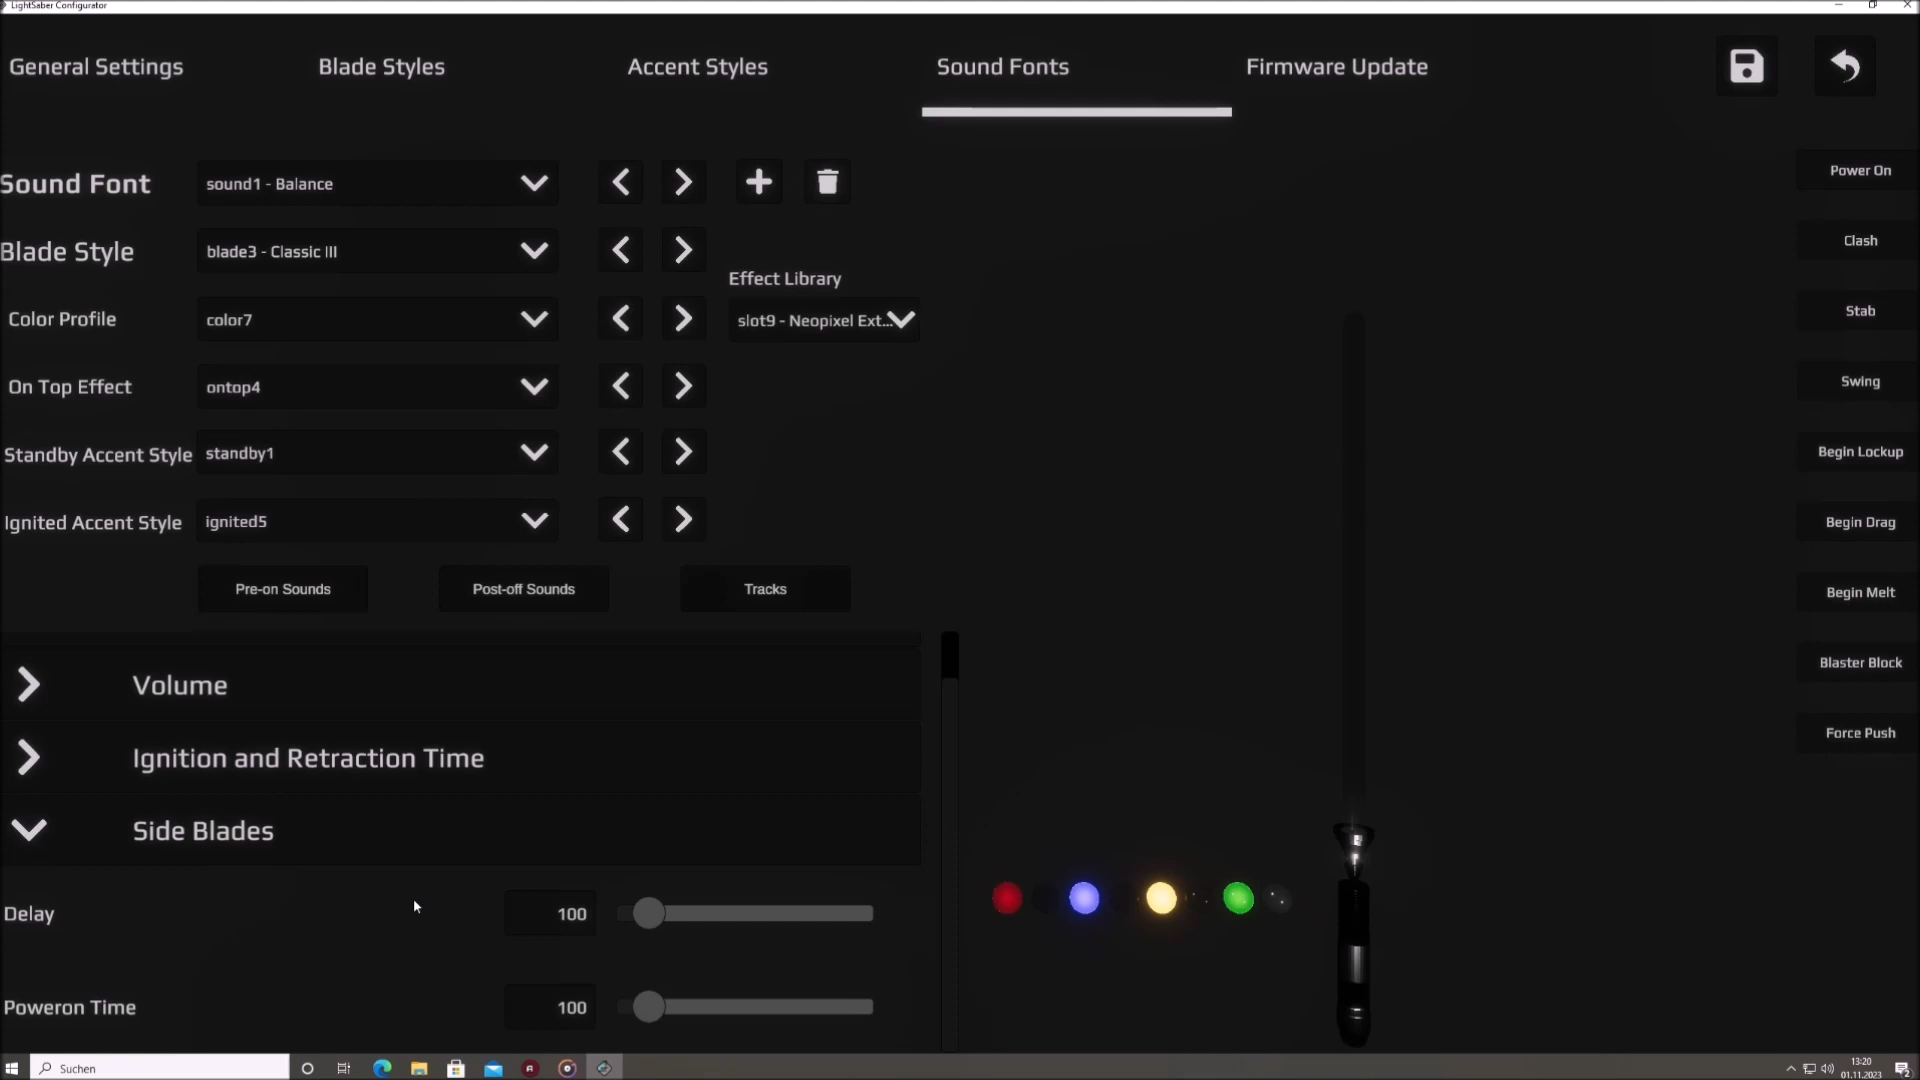 LightSaber Configurator
General Settings
Blade Styles
Accent Styles
Sound Fonts
Firmware Update
Sound Font
sound1 - Balance
Blade Style
blade3 - Classic III
Effect Library
Color Profile
color7
slot9 - Neopixel Ext...
On Top Effect
ontop4
Standby Accent Style
standby1
Ignited Accent Style
ignited5
Pre-on Sounds
Post-off Sounds
Tracks
Volume
Ignition and Retraction Time
Side Blades
Delay
100
Poweron Time
100
Power On
Clash
Stab
Swing
Begin Lockup
Begin Drag
Begin Melt
Blaster Block
Force Push
Suchen
13:20
01.11.2023
2